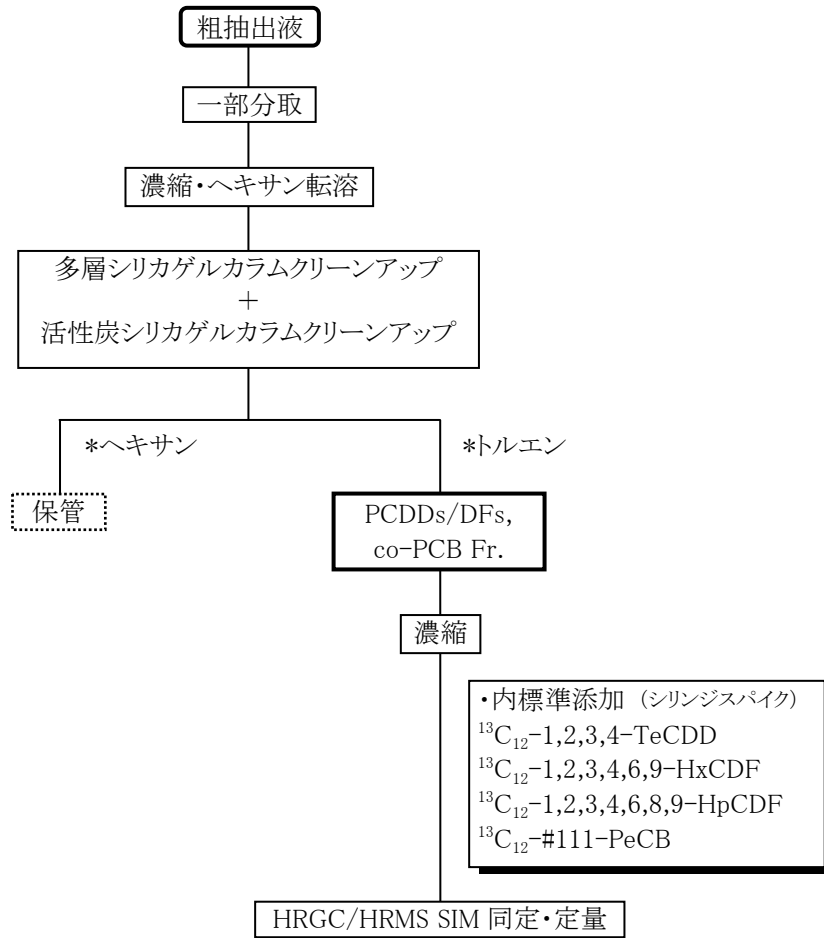 粗抽出液
一部分取
濃縮・ヘキサン転溶
多層シリカゲルカラムクリーンアップ
+
活性炭シリカゲルカラムクリーンアップ
*ヘキサン
*トルエン
保管
PCDDs/DFs,
co-PCB Fr.
濃縮
・内標準添加（シリンジスパイク）
¹³C₁₂-1,2,3,4-TeCDD
¹³C₁₂-1,2,3,4,6,9-HxCDF
¹³C₁₂-1,2,3,4,6,8,9-HpCDF
¹³C₁₂-#111-PeCB
HRGC/HRMS SIM 同定・定量